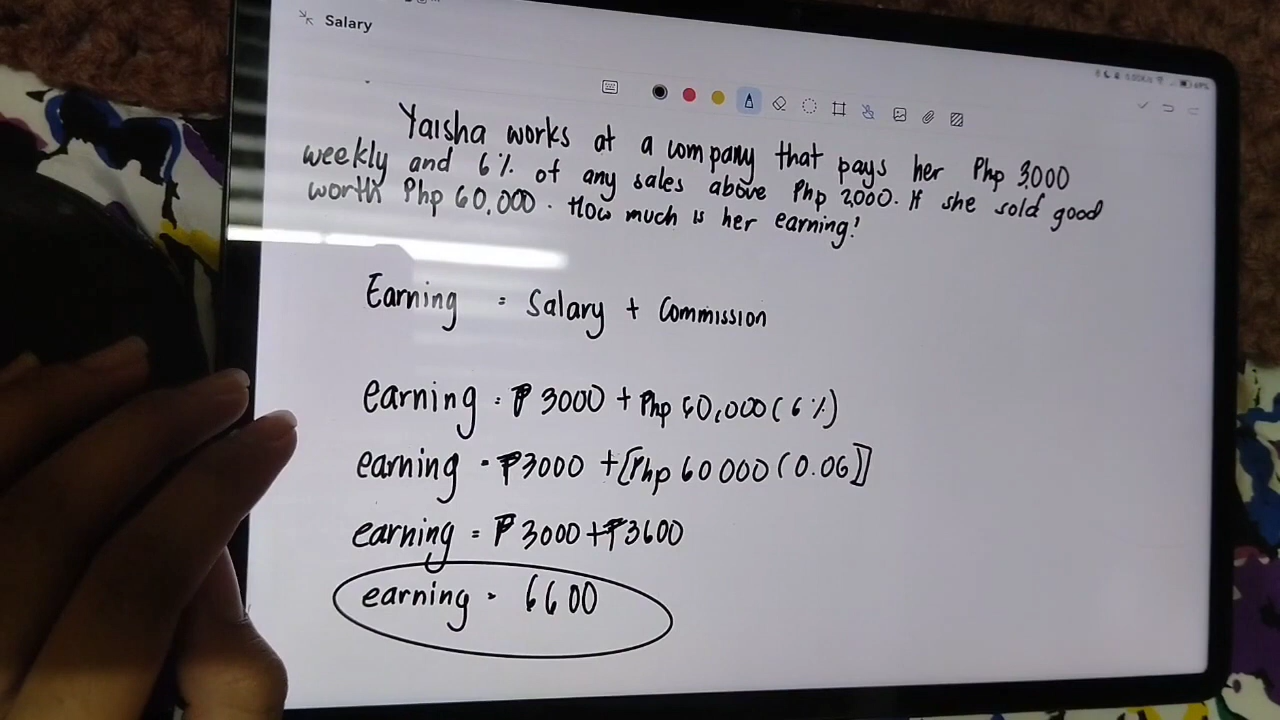 Salary
Yaisha works at a company that pays her Php 3,000
weekly and 6% of any sales above Php 2,000. If she sold good
worth Php 60,000. How much is her earning?
Earning = Salary + Commission
earning = ₱3000 + Php 60,000 (6%)
earning = ₱3000 + [Php 60000 (0.06)]
earning = ₱3000 + ₱3600
earning = 6600